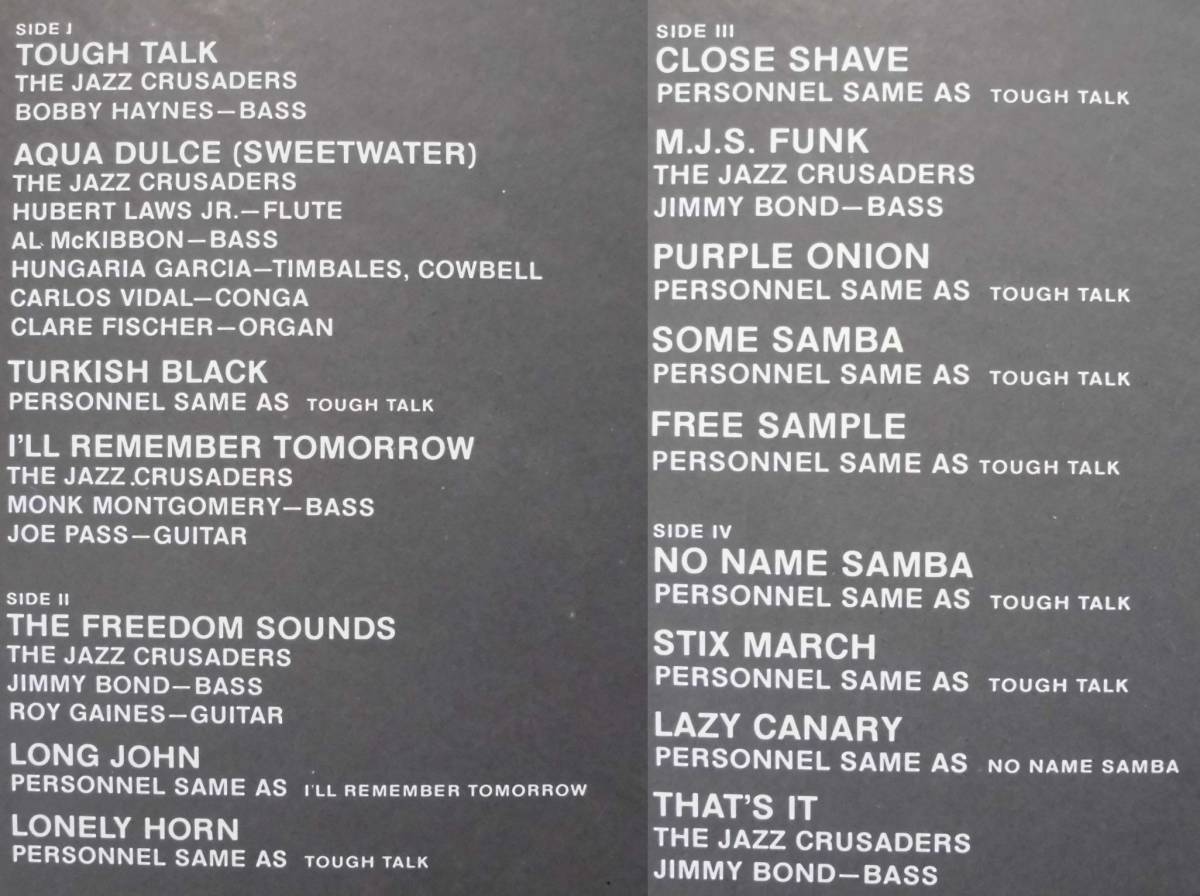 SIDE I
TOUGH TALK
THE JAZZ CRUSADERS
BOBBY HAYNES—BASS
AQUA DULCE (SWEETWATER)
THE JAZZ CRUSADERS
HUBERT LAWS JR.—FLUTE
AL McKIBBON—BASS
HUNGARIA GARCIA—TIMBALES, COWBELL
CARLOS VIDAL—CONGA
CLARE FISCHER—ORGAN
TURKISH BLACK
PERSONNEL SAME AS TOUGH TALK
I'LL REMEMBER TOMORROW
THE JAZZ CRUSADERS
MONK MONTGOMERY—BASS
JOE PASS—GUITAR
SIDE II
THE FREEDOM SOUNDS
THE JAZZ CRUSADERS
JIMMY BOND—BASS
ROY GAINES—GUITAR
LONG JOHN
PERSONNEL SAME AS I'LL REMEMBER TOMORROW
LONELY HORN
PERSONNEL SAME AS TOUGH TALK
SIDE III
CLOSE SHAVE
PERSONNEL SAME AS TOUGH TALK
M.J.S. FUNK
THE JAZZ CRUSADERS
JIMMY BOND—BASS
PURPLE ONION
PERSONNEL SAME AS TOUGH TALK
SOME SAMBA
PERSONNEL SAME AS TOUGH TALK
FREE SAMPLE
PERSONNEL SAME AS TOUGH TALK
SIDE IV
NO NAME SAMBA
PERSONNEL SAME AS TOUGH TALK
STIX MARCH
PERSONNEL SAME AS TOUGH TALK
LAZY CANARY
PERSONNEL SAME AS NO NAME SAMBA
THAT'S IT
THE JAZZ CRUSADERS
JIMMY BOND—BASS